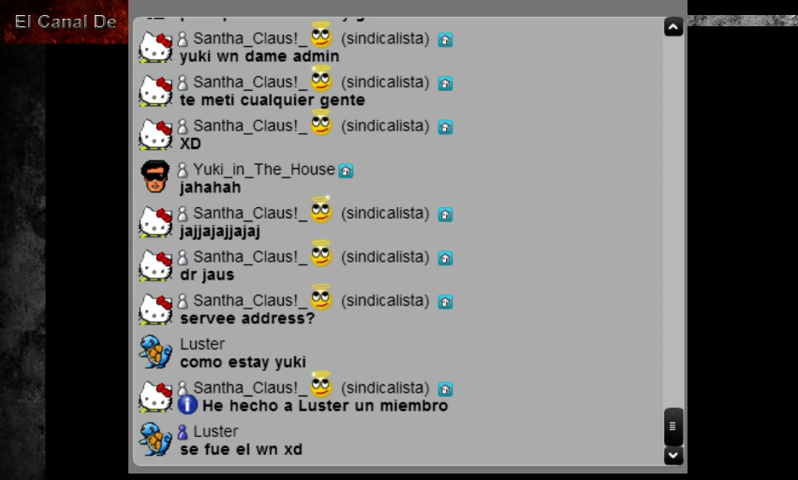 El Canal De
Santha_Claus!_ (sindicalista)
yuki wn dame admin
Santha_Claus!_ (sindicalista)
te meti cualquier gente
Santha_Claus!_ (sindicalista)
XD
Yuki_in_The_House
jahahah
Santha_Claus!_ (sindicalista)
jajjajajjajaj
Santha_Claus!_ (sindicalista)
dr jaus
Santha_Claus!_ (sindicalista)
servee address?
Luster
como estay yuki
Santha_Claus!_ (sindicalista)
He hecho a Luster un miembro
Luster
se fue el wn xd